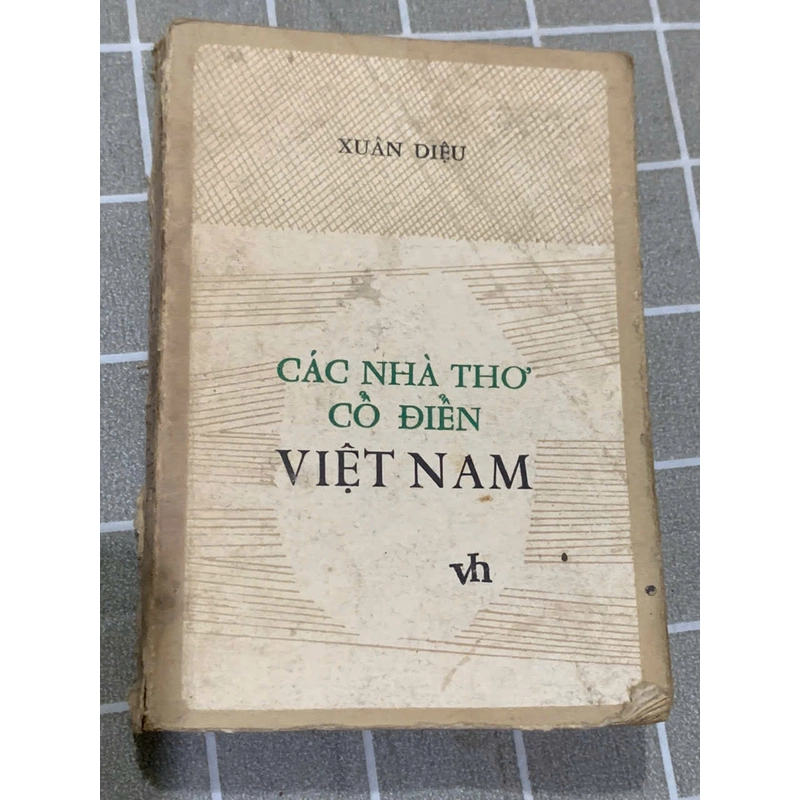 XUÂN DIỆU
CÁC NHÀ THƠ
CỔ ĐIỂN
VIỆT NAM
vh